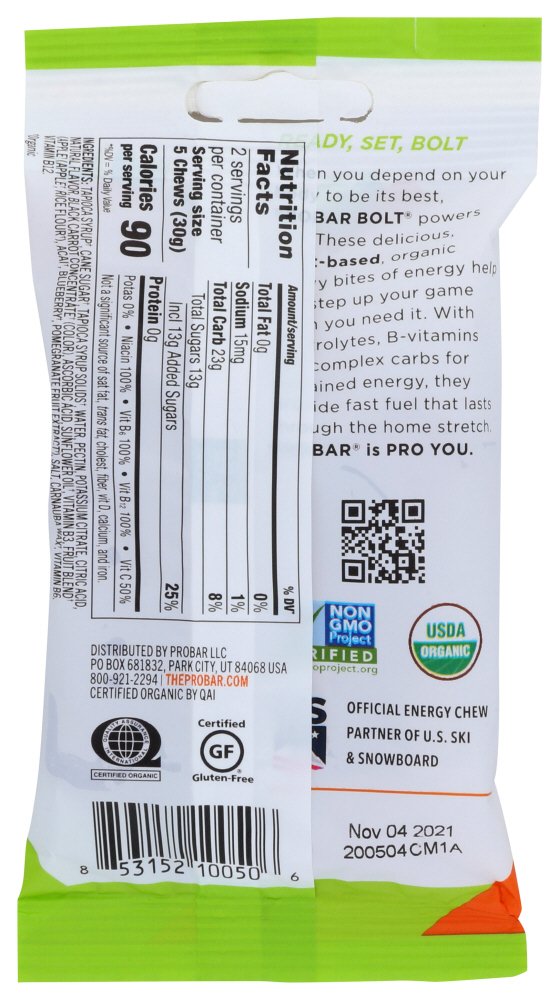 READY, SET, BOLT
you depend on your
to be its best,
BAR BOLT® powers
These delicious,
-based, organic
bites of energy help
step up your game
you need it. With
B-vitamins
complex carbs for
energy, they
fast fuel that lasts
the home stretch.
BAR® is PRO YOU.
Nutrition
Facts
2 servings
per container
Serving size
5 Chews (30g)
Calories
per serving 90
*%DV = % Daily Value
Amount/serving % DV*
Total Fat 0g 0%
Sodium 15mg 1%
Total Carb 23g 8%
Total Sugars 13g
Incl 13g Added Sugars 25%
Protein 0g
Potas 0% • Niacin 100% • Vit B6 100% • Vit B12 100% • Vit C 50%
Not a significant source of sat fat, trans fat, cholest, fiber, vit D, calcium, and iron.
INGREDIENTS: TAPIOCA SYRUP*, CANE SUGAR*, TAPIOCA SYRUP SOLIDS*, WATER, PECTIN, POTASSIUM CITRATE, CITRIC ACID,
NATURAL FLAVOR, BLACK CARROT CONCENTRATE* (COLOR), ASCORBIC ACID, SUNFLOWER OIL*, VITAMIN B3, FRUIT BLEND*
(APPLE (APPLE, RICE FLOUR*), ACAI*, BLUEBERRY*, POMEGRANATE FRUIT EXTRACT), SALT, CARNAUBA WAX*, VITAMIN B6,
VITAMIN B12.
*Organic
NON
GMO
Project
RIFIED
oproject.org
USDA
ORGANIC
DISTRIBUTED BY PROBAR LLC
PO BOX 681832, PARK CITY, UT 84068 USA
800-921-2294 | THEPROBAR.COM
CERTIFIED ORGANIC BY QAI
QUALITY ASSURANCE
INTERNATIONAL
CERTIFIED ORGANIC
Certified
GF
Gluten-Free
S
OFFICIAL ENERGY CHEW
PARTNER OF U.S. SKI
& SNOWBOARD
Nov 04 2021
200504CM1A
8 53152 10050 6